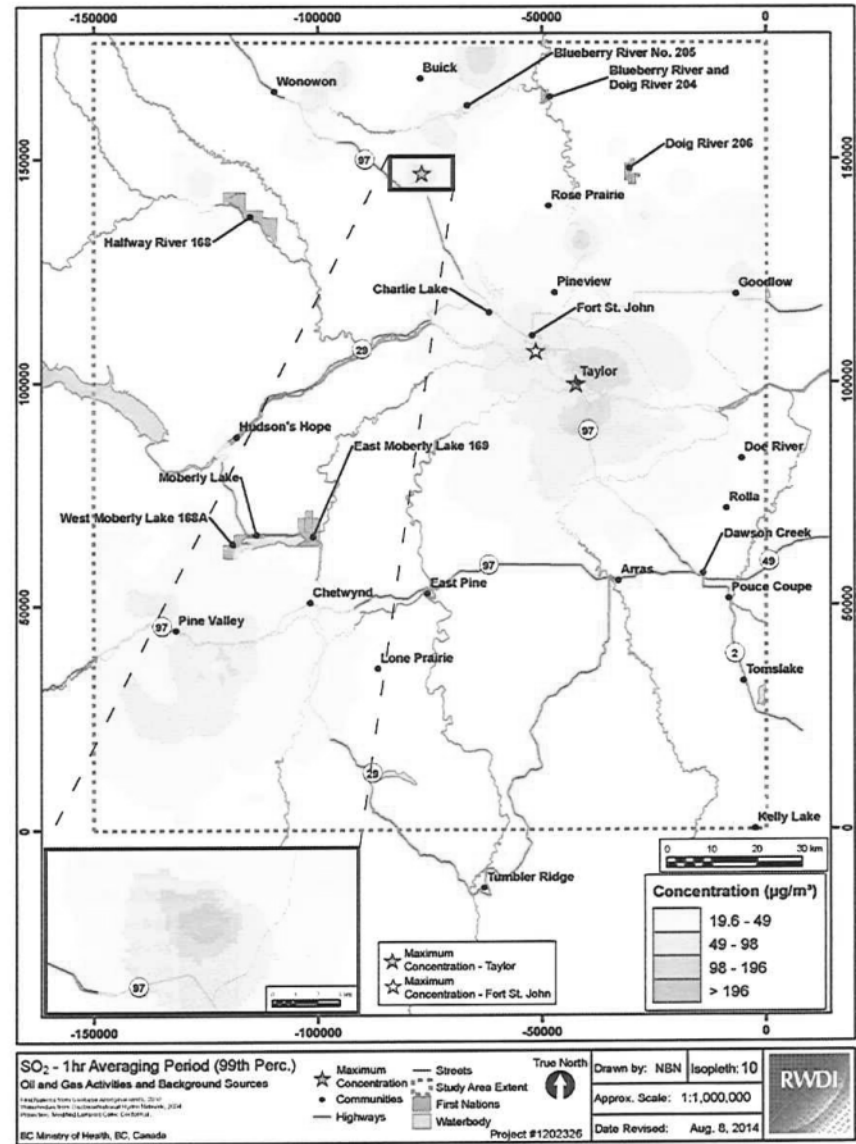 -150000
-100000
-50000
0
Blueberry River No. 205
Buick
Blueberry River and
Doig River 204
Wonowon
150000
97
Doig River 206
Rose Prairie
Halfway River 168
Pineview
Goodlow
Charlie Lake
Fort St. John
29
100000
Taylor
Hudson's Hope
97
East Moberly Lake 169
Doe River
Moberly Lake
Rolla
West Moberly Lake 168A
Dawson Creek
97
49
Arras
50000
Chetwynd
East Pine
Pouce Coupe
Pine Valley
97
2
Lone Prairie
Tomslake
29
0
Kelly Lake
0 10 20 30 km
Tumbler Ridge
Concentration (µg/m³)
19.6 - 49
49 - 98
98 - 196
> 196
Maximum
Concentration - Taylor
Maximum
Concentration - Fort St. John
97
-150000
-100000
-50000
0
SO2 - 1hr Averaging Period (99th Perc.)
Oil and Gas Activities and Background Sources
BC Ministry of Health, BC, Canada
Maximum
Concentration
Communities
Highways
Streets
Study Area Extent
First Nations
Waterbody
True North
Project #1202326
Drawn by: NBN
Isopleth: 10
Approx. Scale: 1:1,000,000
Date Revised: Aug. 8, 2014
RWDI